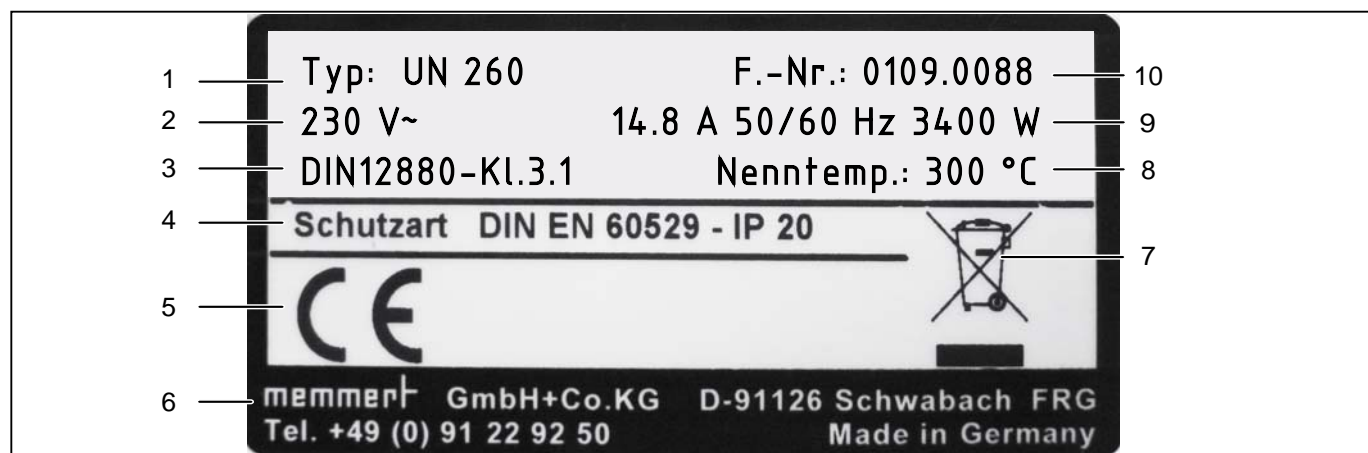 1 Typ: UN 260 F.-Nr.: 0109.0088 10
2 230 V~ 14.8 A 50/60 Hz 3400 W 9
3 DIN12880-Kl.3.1 Nenntemp.: 300 °C 8
4 Schutzart DIN EN 60529 - IP 20
7
5 CE
6 memmert GmbH+Co.KG D-91126 Schwabach FRG
Tel. +49 (0) 91 22 92 50 Made in Germany